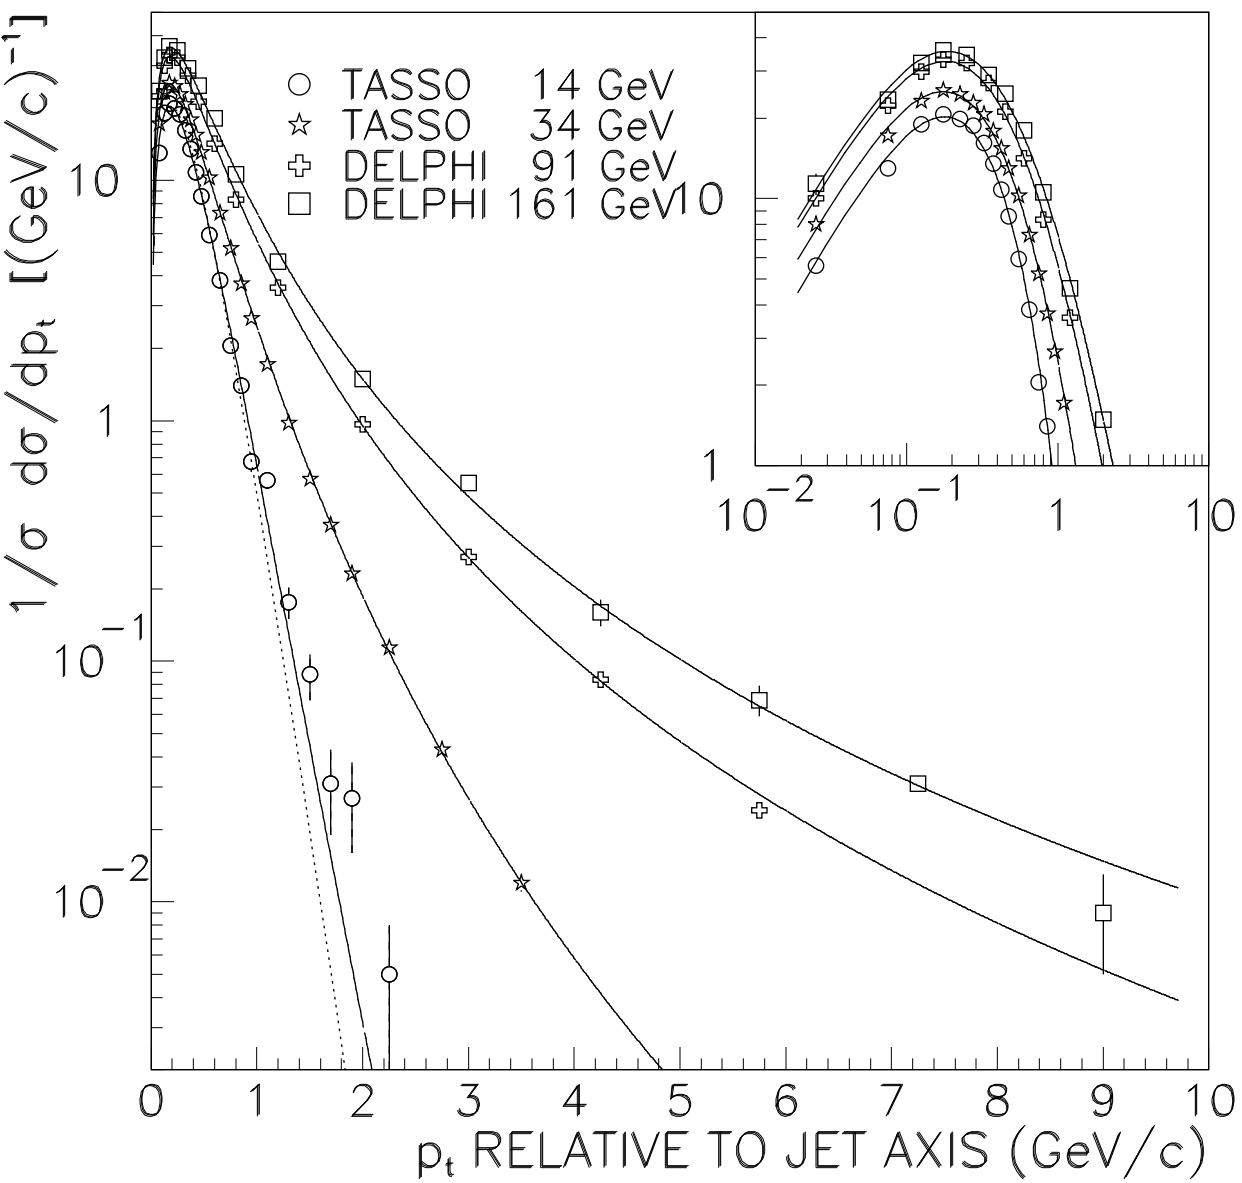 1/σ dσ/dpt [(GeV/c)⁻¹]
TASSO 14 GeV
TASSO 34 GeV
DELPHI 91 GeV
DELPHI 161 GeV
10
1
10⁻¹
10⁻²
10
1
10⁻² 10⁻¹ 1 10
0 1 2 3 4 5 6 7 8 9 10
pt RELATIVE TO JET AXIS (GeV/c)